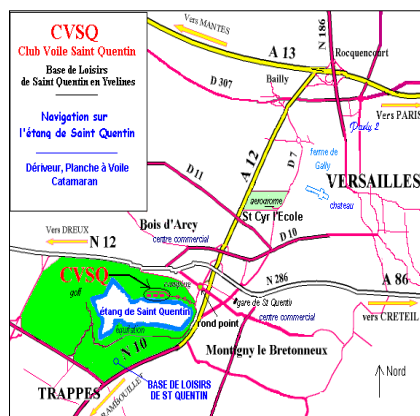 CVSQ
Club Voile Saint Quentin
Base de Loisirs
de Saint Quentin en Yvelines
Navigation sur
l'étang de Saint Quentin
Dériveur, Planche à Voile
Catamaran
Vers MANTES
N 186
A 13
Rocquencourt
Bailly
D 307
Vers PARIS
Parly 2
A 12
D 7
ferme de
Gally
D 11
VERSAILLES
aerodrome
chateau
St Cyr l'Ecole
Bois d'Arcy
centre commercial
D 10
Vers DREUX
N 12
CVSQ
camping
golf
N 286
A 86
gare de St Quentin
étang de Saint Quentin
rond point
centre commercial
vers CRETEIL
équitation
N 10
Montigny le Bretonneux
BASE DE LOISIRS
DE ST QUENTIN
Nord
TRAPPES
RAMBOUILLET